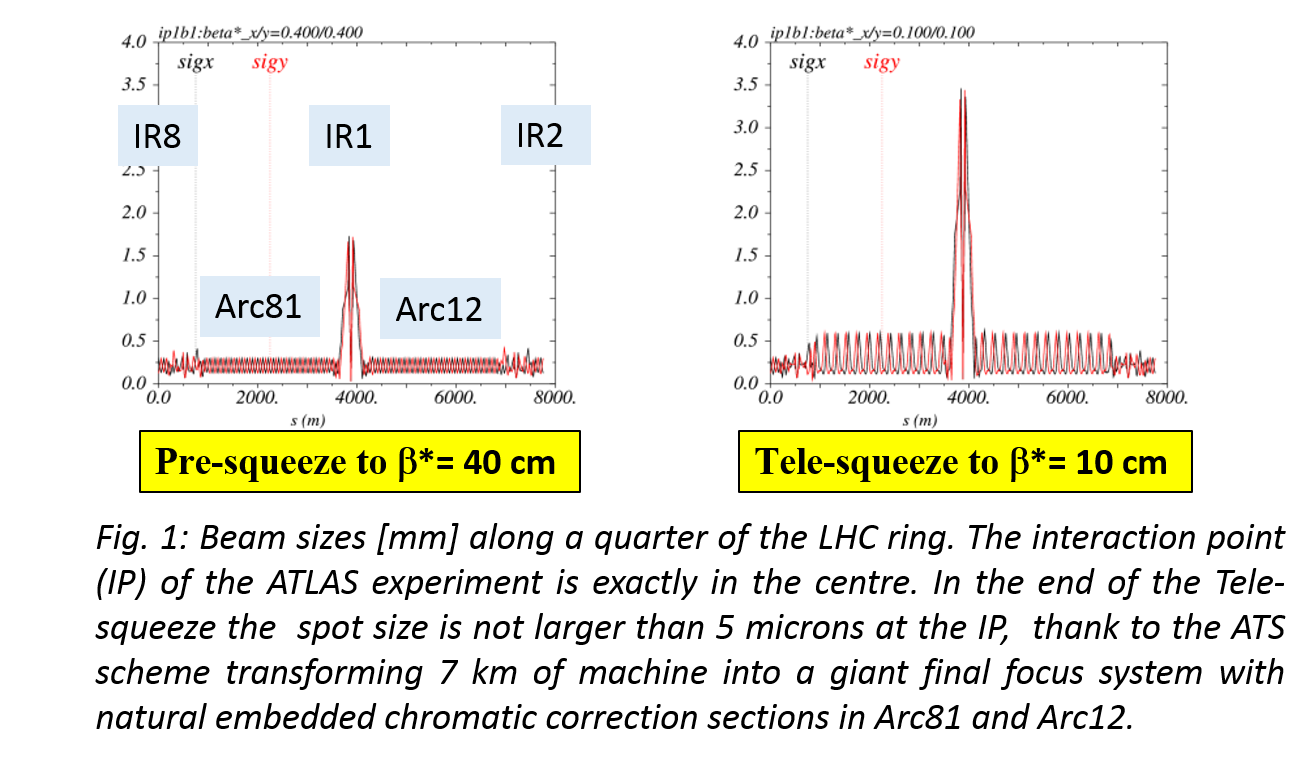 ip1b1:beta*_x/y=0.400/0.400
4.0
sigx sigy
3.5
IR8 IR1 IR2
2.5
2.0
1.5
1.0
Arc81 Arc12
0.5
0.0
0.0 2000. 4000. 6000. 8000.
s (m)
Pre-squeeze to β*= 40 cm
ip1b1:beta*_x/y=0.100/0.100
4.0
sigx sigy
3.5
3.0
2.5
2.0
1.5
1.0
0.5
0.0
0.0 2000. 4000. 6000. 8000.
s (m)
Tele-squeeze to β*= 10 cm
Fig. 1: Beam sizes [mm] along a quarter of the LHC ring. The interaction point
(IP) of the ATLAS experiment is exactly in the centre. In the end of the Tele-
squeeze the spot size is not larger than 5 microns at the IP, thank to the ATS
scheme transforming 7 km of machine into a giant final focus system with
natural embedded chromatic correction sections in Arc81 and Arc12.